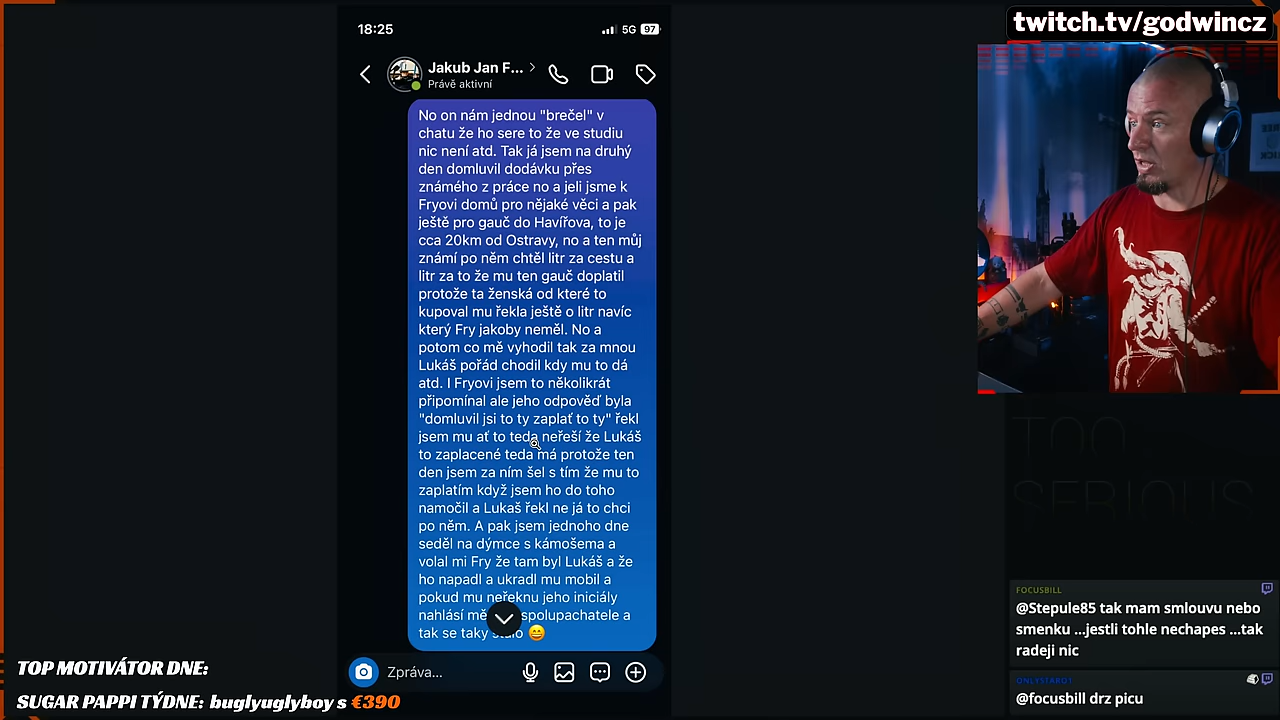 twitch.tv/godwincz
18:25
5G
97
Jakub Jan F...
Právě aktivní
No on nám jednou "brečel" v
chatu že ho sere to že ve studiu
nic není atd. Tak já jsem na druhý
den domluvil dodávku přes
známého z práce no a jeli jsme k
Fryovi domů pro nějaké věci a pak
ještě pro gauč do Havířova, to je
cca 20km od Ostravy, no a ten můj
známí po něm chtěl litr za cestu a
litr za to že mu ten gauč doplatil
protože ta ženská od které to
kupoval mu řekla ještě o litr navíc
který Fry jakoby neměl. No a
potom co mě vyhodil tak za mnou
Lukáš pořád chodil kdy mu to dá
atd. I Fryovi jsem to několikrát
připomínal ale jeho odpověď byla
"domluvil jsi to ty zaplať to ty" řekl
jsem mu ať to teda neřeší že Lukáš
to zaplacené teda má protože ten
den jsem za ním šel s tím že mu to
zaplatím když jsem ho do toho
namočil a Lukaš řekl ne já to chci
po něm. A pak jsem jednoho dne
seděl na dýmce s kámošema a
volal mi Fry že tam byl Lukáš a že
ho napadl a ukradl mu mobil a
pokud mu neřeknu jeho iniciály
nahlásí mě spolupachatele a
tak se taky stalo 😄
Zpráva...
TOO
SERIOUS
FOCUSBILL
@Stepule85 tak mam smlouvu nebo
smenku ...jestli tohle nechapes ...tak
radeji nic
ONLYSTAROT
@focusbill drz picu
TOP MOTIVÁTOR DNE:
SUGAR PAPPI TÝDNE: buglyuglyboy s €390